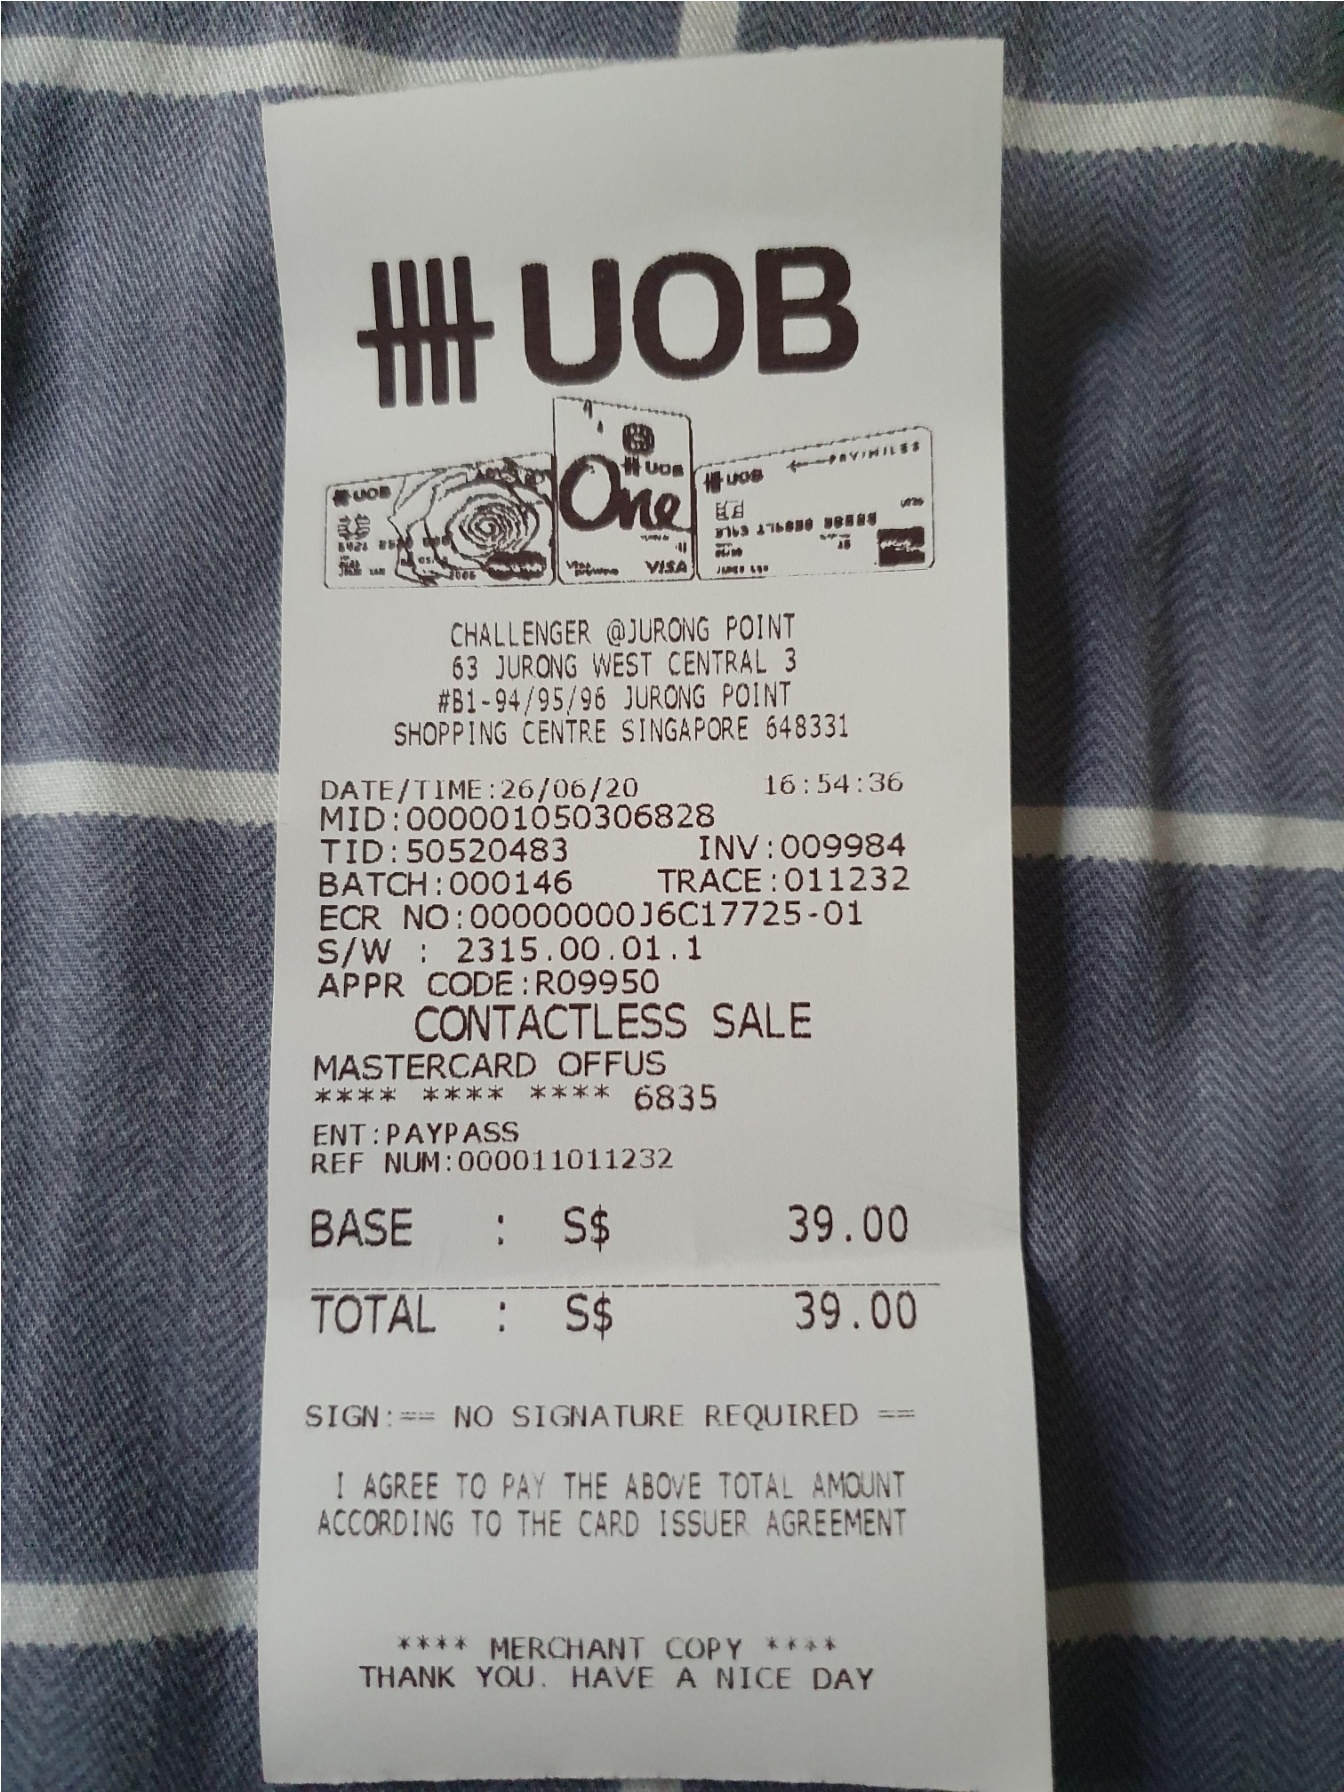 UOB
UOB
UOB
One
VISA
UOB
CHALLENGER @JURONG POINT
63 JURONG WEST CENTRAL 3
#B1-94/95/96 JURONG POINT
SHOPPING CENTRE SINGAPORE 648331
DATE/TIME:26/06/20 16:54:36
MID:000001050306828
TID:50520483 INV:009984
BATCH:000146 TRACE:011232
ECR NO:00000000J6C17725-01
S/W : 2315.00.01.1
APPR CODE:R09950
CONTACTLESS SALE
MASTERCARD OFFUS
**** **** **** 6835
ENT:PAYPASS
REF NUM:000011011232
BASE : S$ 39.00
TOTAL : S$ 39.00
SIGN:== NO SIGNATURE REQUIRED ==
I AGREE TO PAY THE ABOVE TOTAL AMOUNT
ACCORDING TO THE CARD ISSUER AGREEMENT
**** MERCHANT COPY ****
THANK YOU. HAVE A NICE DAY